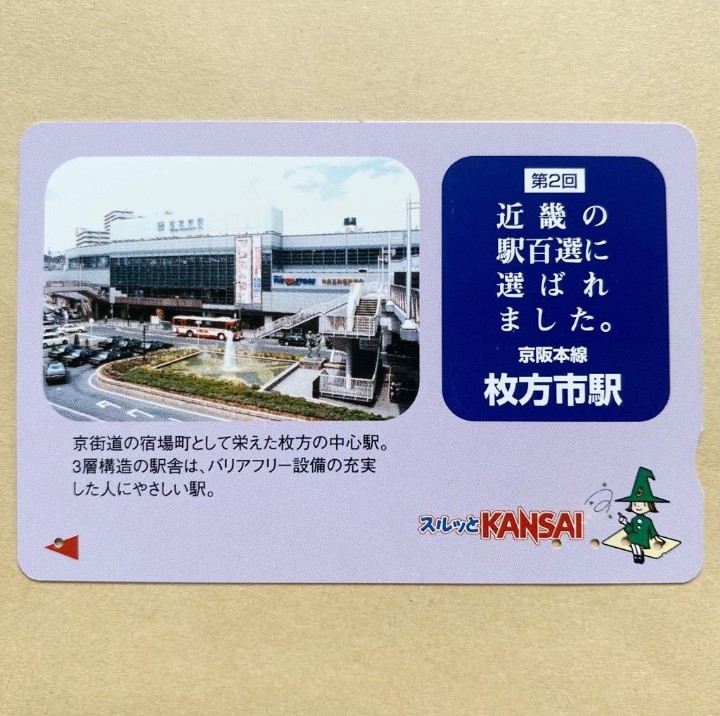 第2回
近畿の
駅百選に
選ばれ
ました。
京阪本線
枚方市駅
京街道の宿場町として栄えた枚方の中心駅。
3層構造の駅舎は、バリアフリー設備の充実
した人にやさしい駅。
スルッとKANSAI